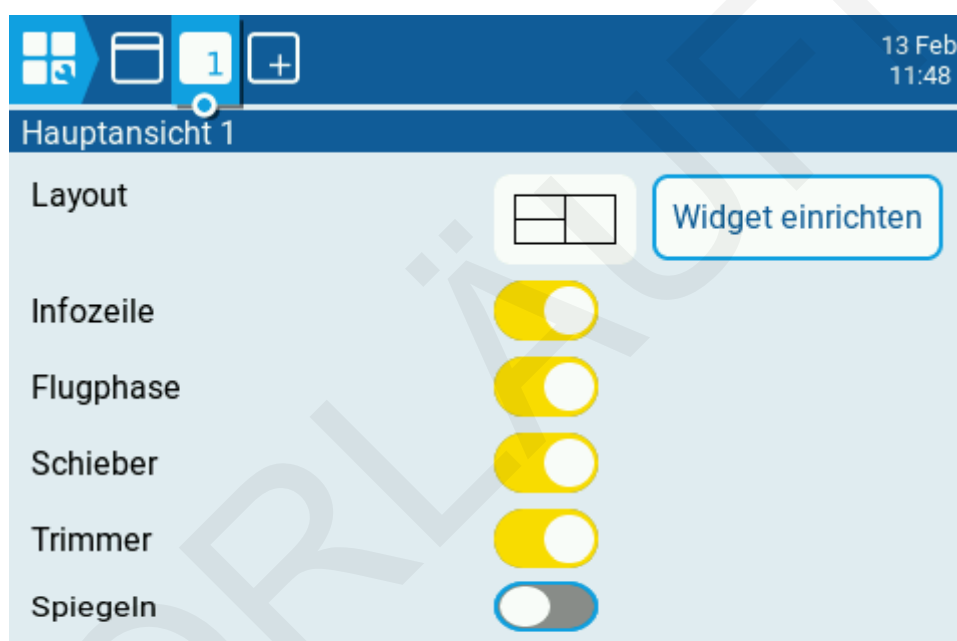 1
13 Feb
11:48
Hauptansicht 1
Layout
Widget einrichten
Infozeile
Flugphase
Schieber
Trimmer
Spiegeln